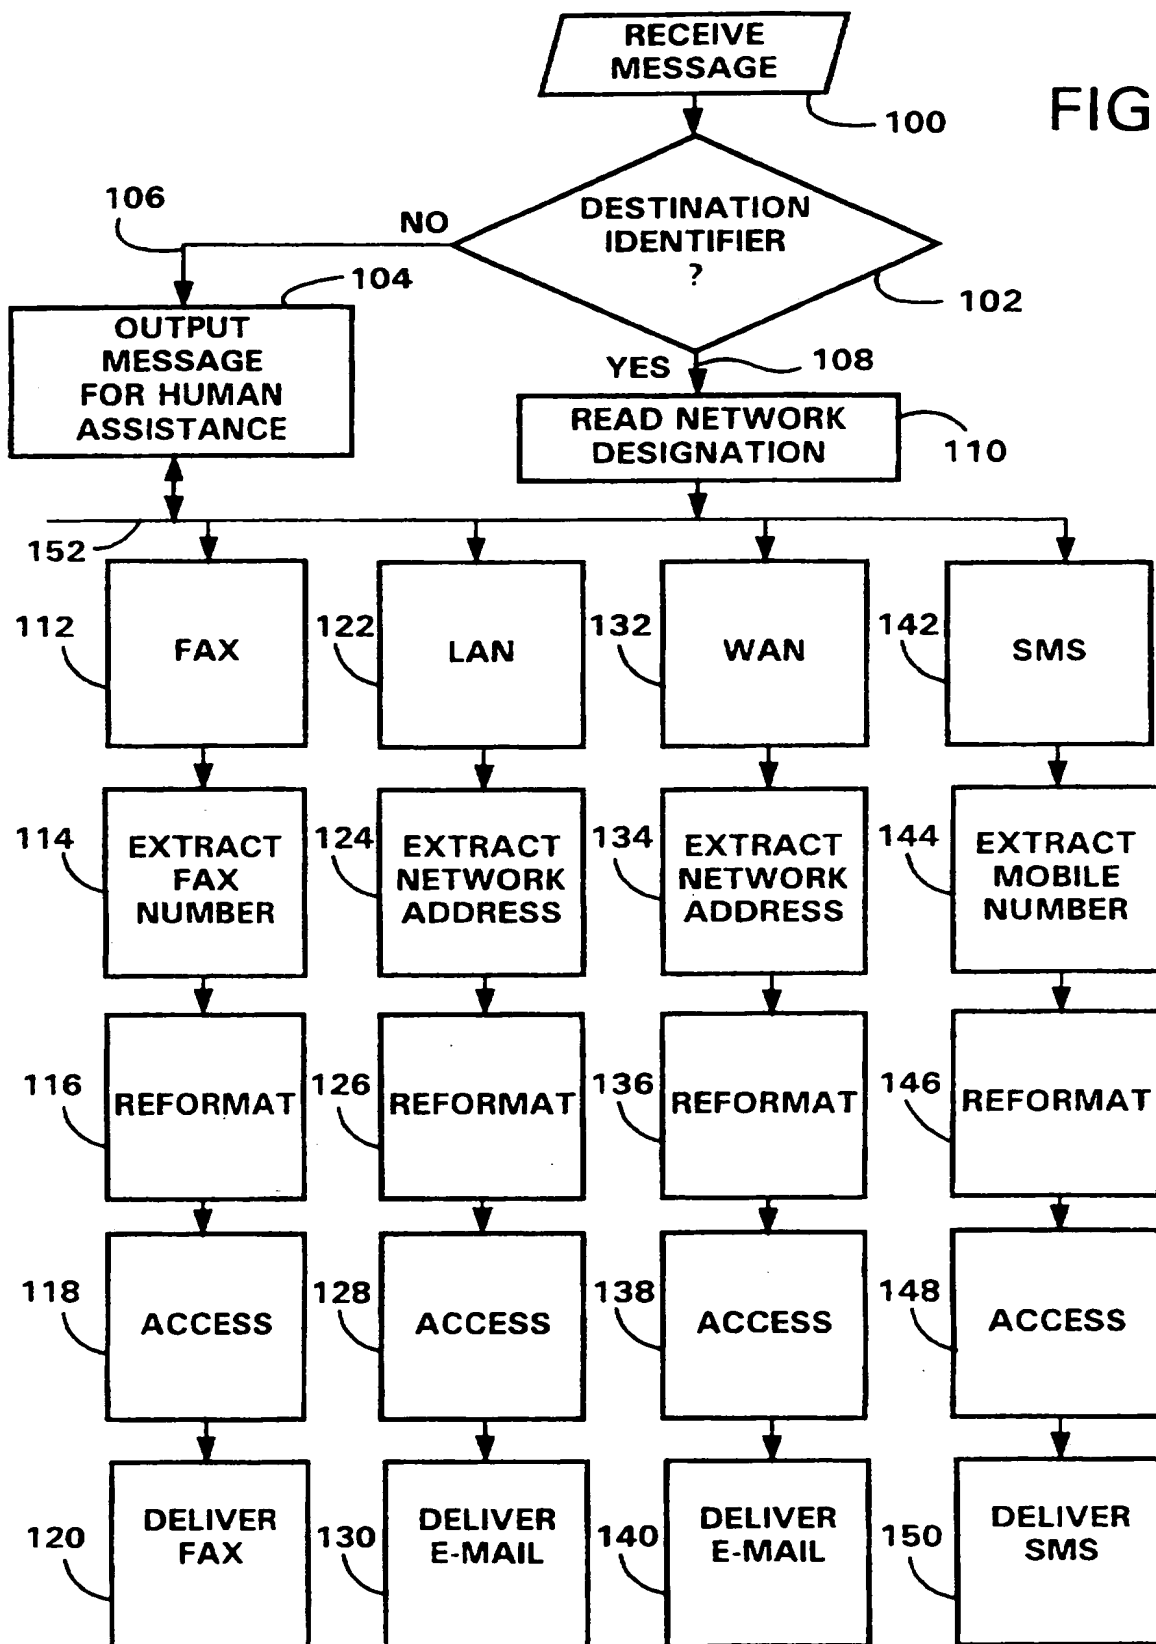 RECEIVE
MESSAGE
100
FIG
DESTINATION
IDENTIFIER
?
102
NO
106
104
OUTPUT
MESSAGE
FOR HUMAN
ASSISTANCE
YES
108
READ NETWORK
DESIGNATION
110
152
112
FAX
122
LAN
132
WAN
142
SMS
114
EXTRACT
FAX
NUMBER
124
EXTRACT
NETWORK
ADDRESS
134
EXTRACT
NETWORK
ADDRESS
144
EXTRACT
MOBILE
NUMBER
116
REFORMAT
126
REFORMAT
136
REFORMAT
146
REFORMAT
118
ACCESS
128
ACCESS
138
ACCESS
148
ACCESS
120
DELIVER
FAX
130
DELIVER
E-MAIL
140
DELIVER
E-MAIL
150
DELIVER
SMS